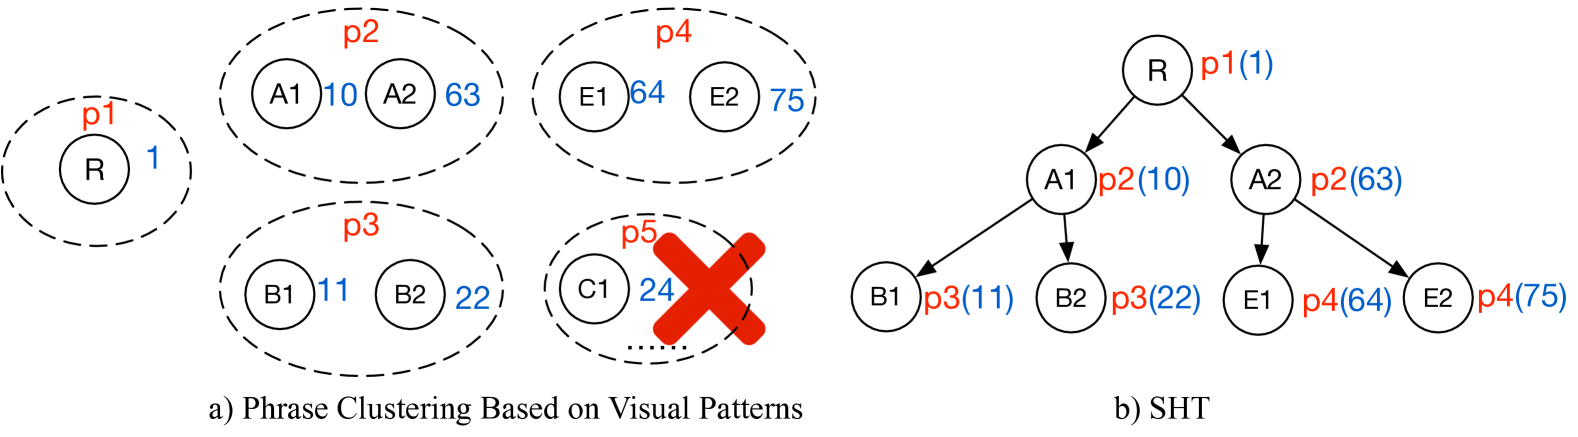 p1
R 1
p2
A1 10 A2 63
p4
E1 64 E2 75
p3
B1 11 B2 22
p5
C1 24
......
a) Phrase Clustering Based on Visual Patterns
R p1(1)
A1 p2(10) A2 p2(63)
B1 p3(11) B2 p3(22) E1 p4(64) E2 p4(75)
b) SHT